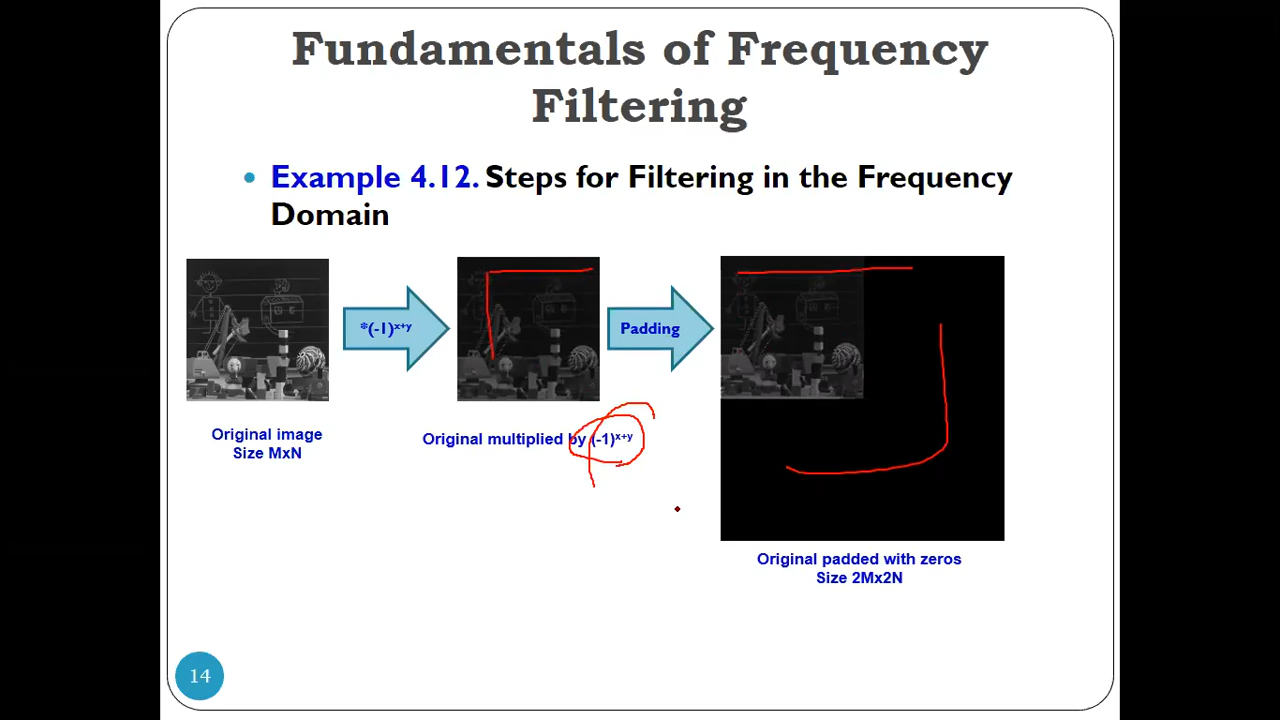 Fundamentals of Frequency
Filtering
• Example 4.12. Steps for Filtering in the Frequency
Domain
*(-1)ˣ⁺ʸ
Padding
Original image
Size MxN
Original multiplied by (-1)ˣ⁺ʸ
Original padded with zeros
Size 2Mx2N
14